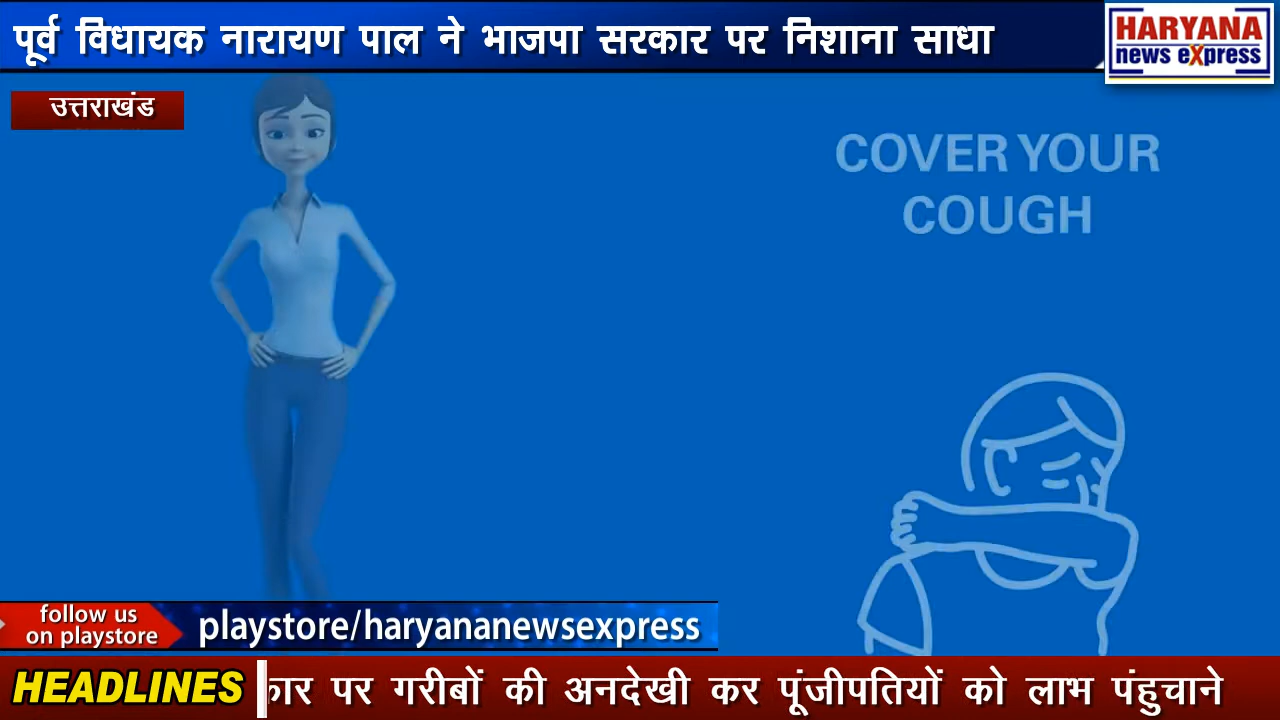 पूर्व विधायक नारायण पाल ने भाजपा सरकार पर निशाना साधा
HARYANA
news eXpress
उत्तराखंड
COVER YOUR
COUGH
follow us
on playstore
playstore/haryananewsexpress
HEADLINES
कार पर गरीबों की अनदेखी कर पूंजीपतियों को लाभ पंहुचाने